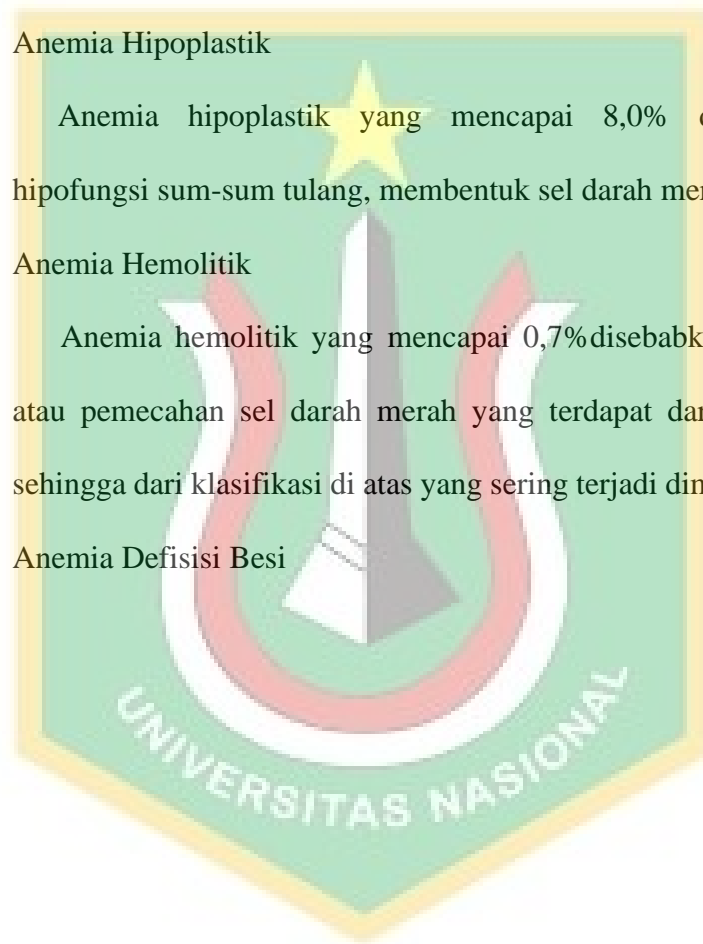 Anemia Hipoplastik
Anemia hipoplastik yang mencapai 8,0%
hipofungsi sum-sum tulang, membentuk sel darah
Anemia Hemolitik
Anemia hemolitik yang mencapai 0,7%disebabk
atau pemecahan sel darah merah yang terdapat
sehingga dari klasifikasi di atas yang sering terjadi
Anemia Defisisi Besi
UNIVERSITAS NASIONAL